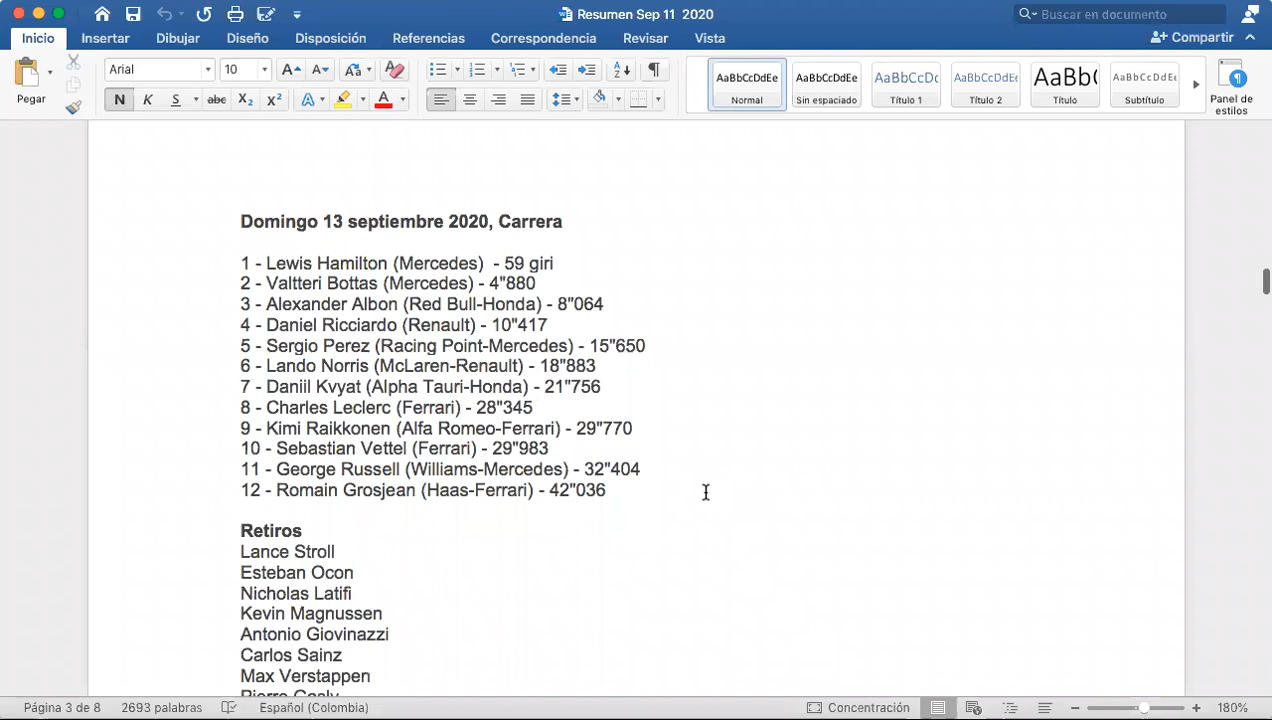 Resumen Sep 11 2020
Buscar en documento
Inicio Insertar Dibujar Diseño Disposición Referencias Correspondencia Revisar Vista Compartir
Pegar
Arial 10
N K S abc X₂ X² A A
AaBbCcDdEe AaBbCcDdEe AaBbCcDc AaBbCcDdEe AaBb( AaBbCcDdEe
Normal Sin espaciado Título 1 Título 2 Título Subtítulo
Panel de
estilos
Domingo 13 septiembre 2020, Carrera
1 - Lewis Hamilton (Mercedes)  - 59 giri
2 - Valtteri Bottas (Mercedes) - 4"880
3 - Alexander Albon (Red Bull-Honda) - 8"064
4 - Daniel Ricciardo (Renault) - 10"417
5 - Sergio Perez (Racing Point-Mercedes) - 15"650
6 - Lando Norris (McLaren-Renault) - 18"883
7 - Daniil Kvyat (Alpha Tauri-Honda) - 21"756
8 - Charles Leclerc (Ferrari) - 28"345
9 - Kimi Raikkonen (Alfa Romeo-Ferrari) - 29"770
10 - Sebastian Vettel (Ferrari) - 29"983
11 - George Russell (Williams-Mercedes) - 32"404
12 - Romain Grosjean (Haas-Ferrari) - 42"036
Retiros
Lance Stroll
Esteban Ocon
Nicholas Latifi
Kevin Magnussen
Antonio Giovinazzi
Carlos Sainz
Max Verstappen
Pierre Gasly
Página 3 de 8 2693 palabras Español (Colombia) Concentración 180%